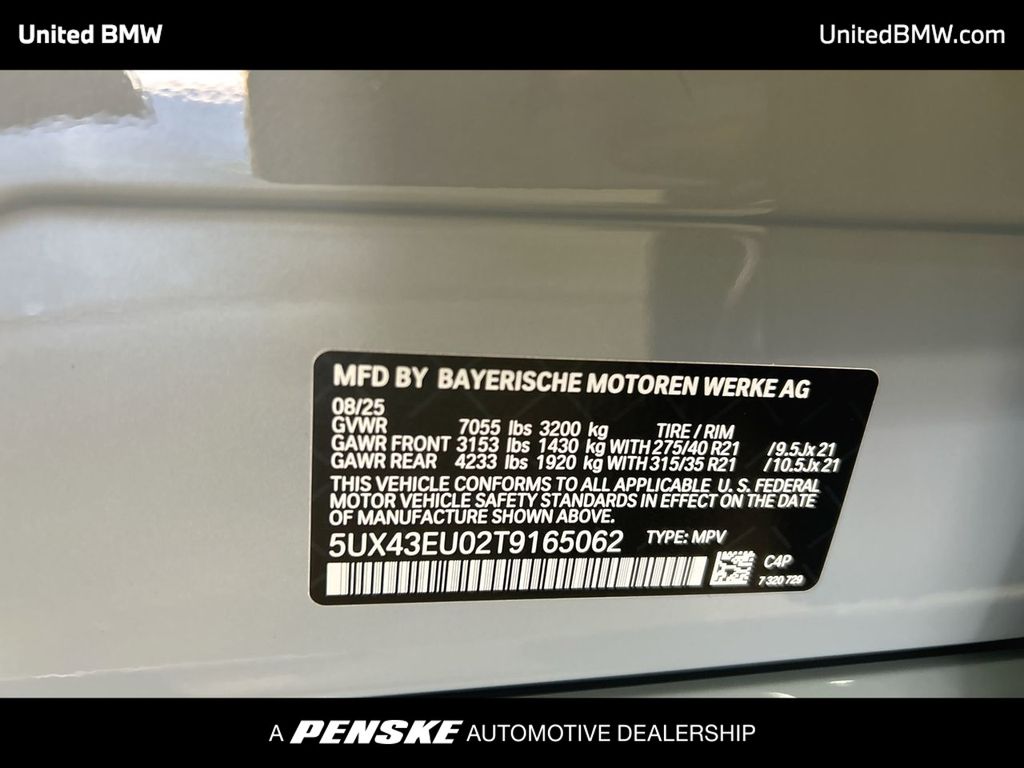 United BMW
UnitedBMW.com
MFD BY BAYERISCHE MOTOREN WERKE AG
08/25
GVWR 7055 lbs 3200 kg TIRE / RIM
GAWR FRONT 3153 lbs 1430 kg WITH 275/40 R21 /9.5Jx21
GAWR REAR 4233 lbs 1920 kg WITH 315/35 R21 /10.5Jx21
THIS VEHICLE CONFORMS TO ALL APPLICABLE U. S. FEDERAL
MOTOR VEHICLE SAFETY STANDARDS IN EFFECT ON THE DATE
OF MANUFACTURE SHOWN ABOVE.
5UX43EU02T9165062 TYPE: MPV
C4P
7 320 729
A PENSKE AUTOMOTIVE DEALERSHIP